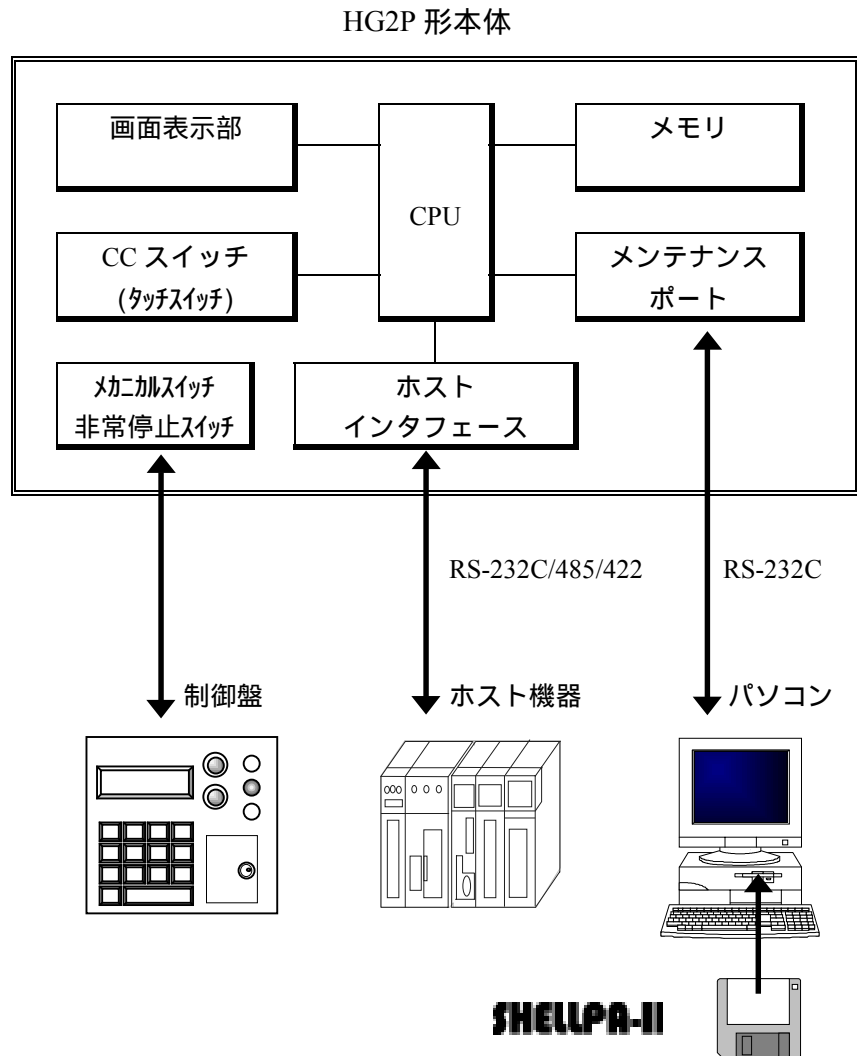 HG2P 形本体
画面表示部
メモリ
CPU
CC スイッチ
(ﾀｯﾁｽｲｯﾁ)
メンテナンス
ポート
ﾒｶﾆｶﾙｽｲｯﾁ
非常停止ｽｲｯﾁ
ホスト
インタフェース
RS-232C/485/422
RS-232C
制御盤
ホスト機器
パソコン
SHELLPA-II